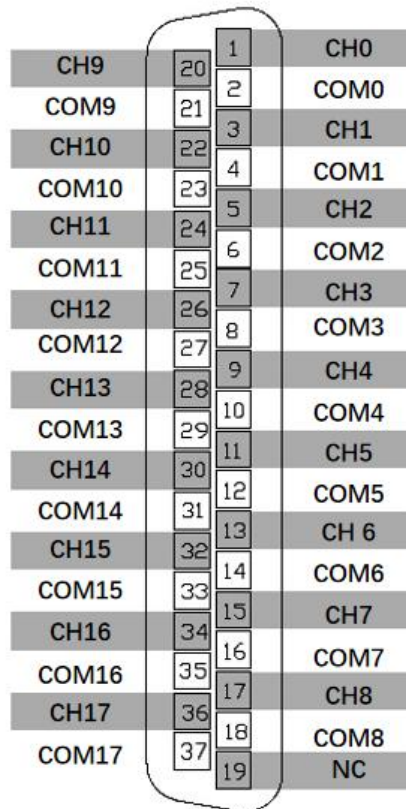 1 CH0
CH9 20
2 COM0
COM9 21
3 CH1
CH10 22
4 COM1
COM10 23
5 CH2
CH11 24
6 COM2
COM11 25
7 CH3
CH12 26
8 COM3
COM12 27
9 CH4
CH13 28
10 COM4
COM13 29
11 CH5
CH14 30
12 COM5
COM14 31
13 CH 6
CH15 32
14 COM6
COM15 33
15 CH7
CH16 34
16 COM7
COM16 35
17 CH8
CH17 36
18 COM8
COM17 37
19 NC